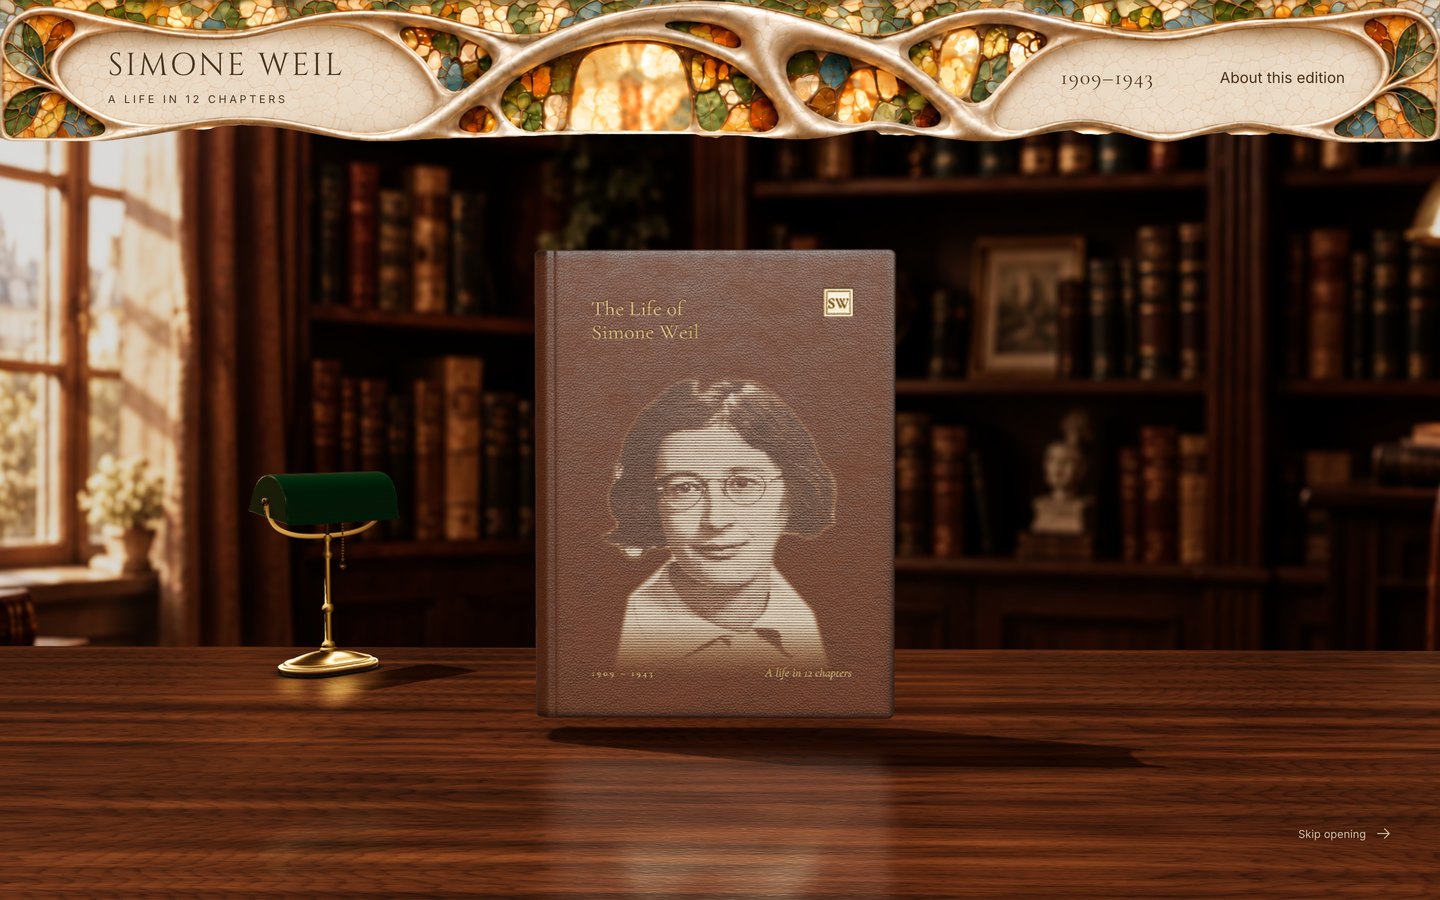 SIMONE WEIL
A LIFE IN 12 CHAPTERS
1909–1943
About this edition
The Life of
Simone Weil
SW
1909 – 1943
A life in 12 chapters
Skip opening →